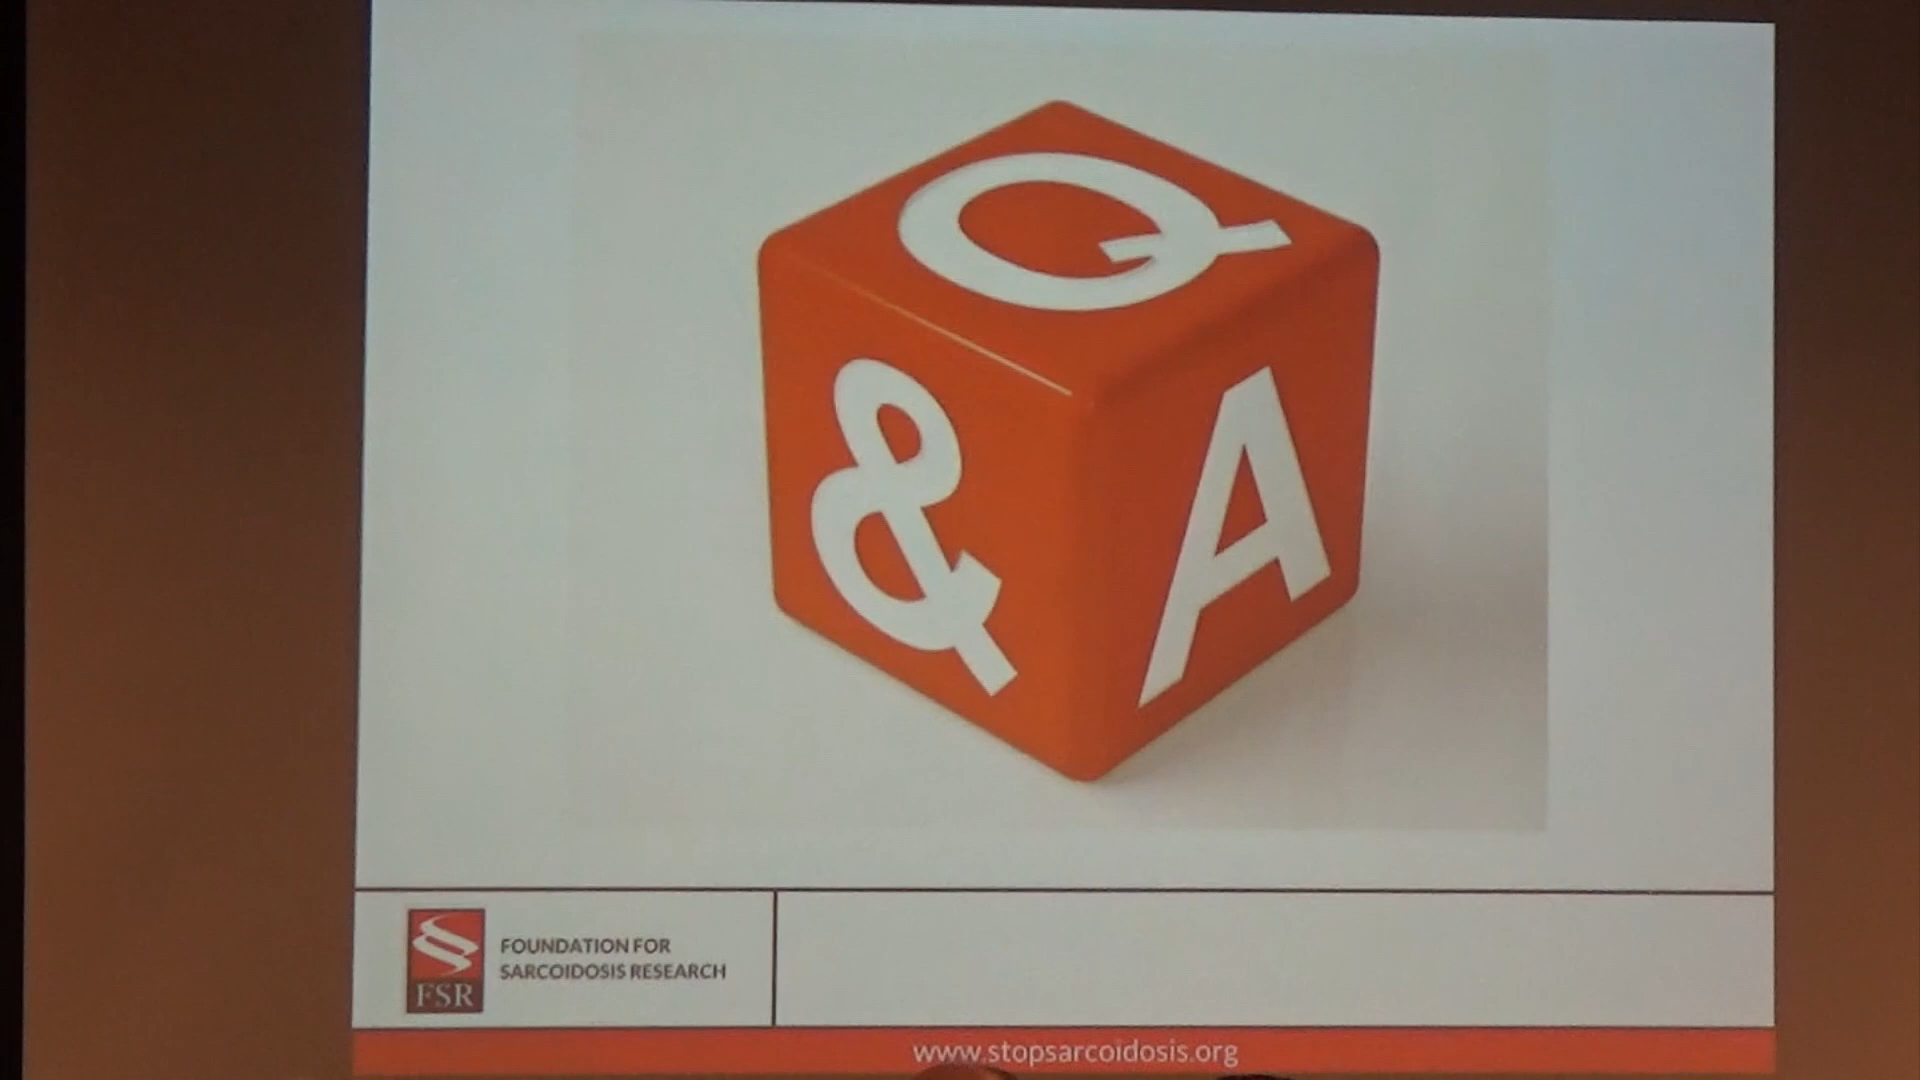 Q
& A
FOUNDATION FOR
SARCOIDOSIS RESEARCH
FSR
www.stopsarcoidosis.org